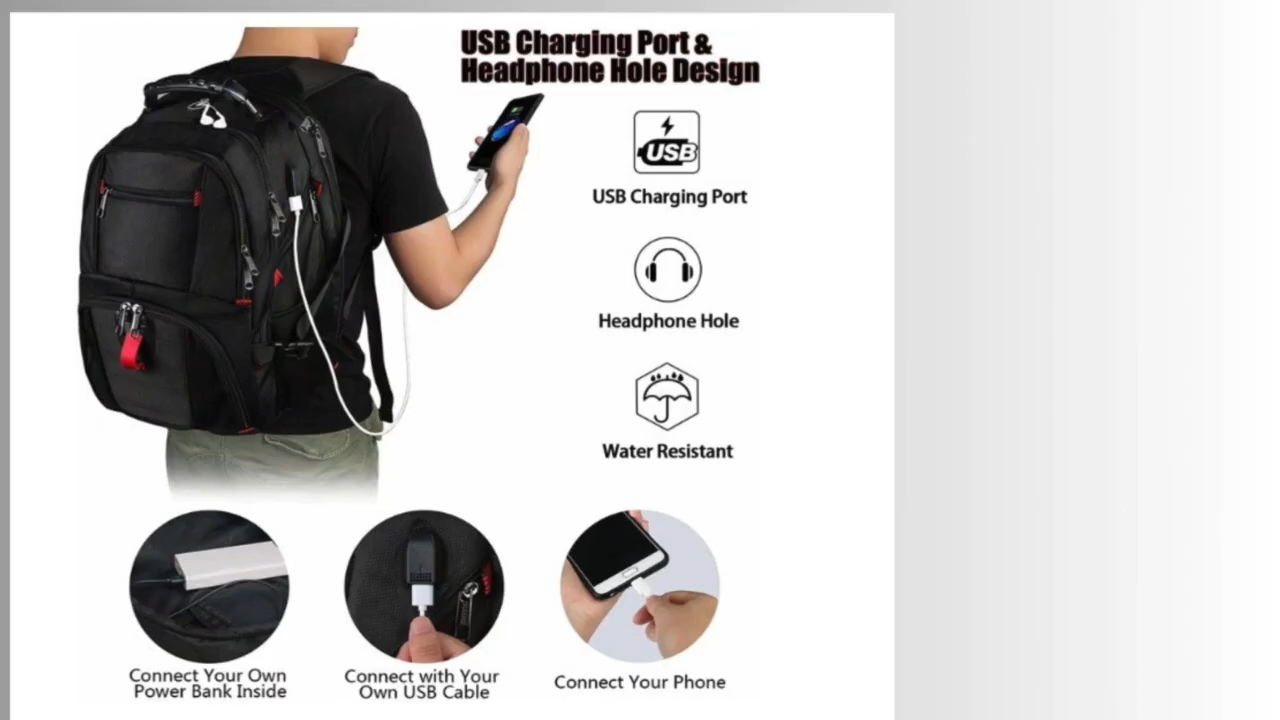 USB Charging Port &
Headphone Hole Design
USB
USB Charging Port
Headphone Hole
Water Resistant
Connect Your Own
Power Bank Inside
Connect with Your
Own USB Cable
Connect Your Phone